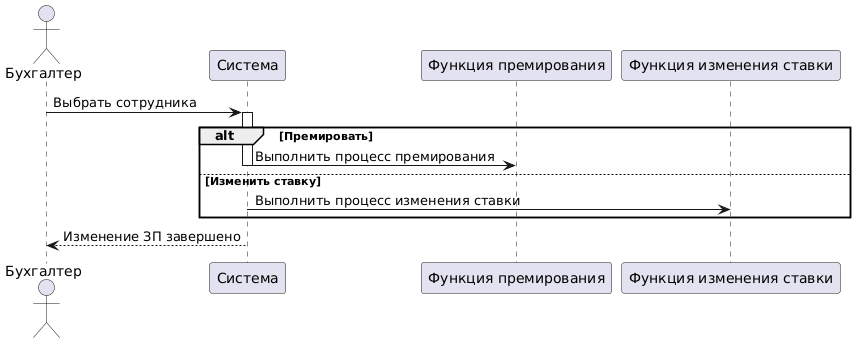 Бухгалтер
Система
Функция премирования
Функция изменения ставки
Выбрать сотрудника
alt
[Премировать]
Выполнить процесс премирования
[Изменить ставку]
Выполнить процесс изменения ставки
Изменение ЗП завершено
Бухгалтер
Система
Функция премирования
Функция изменения ставки